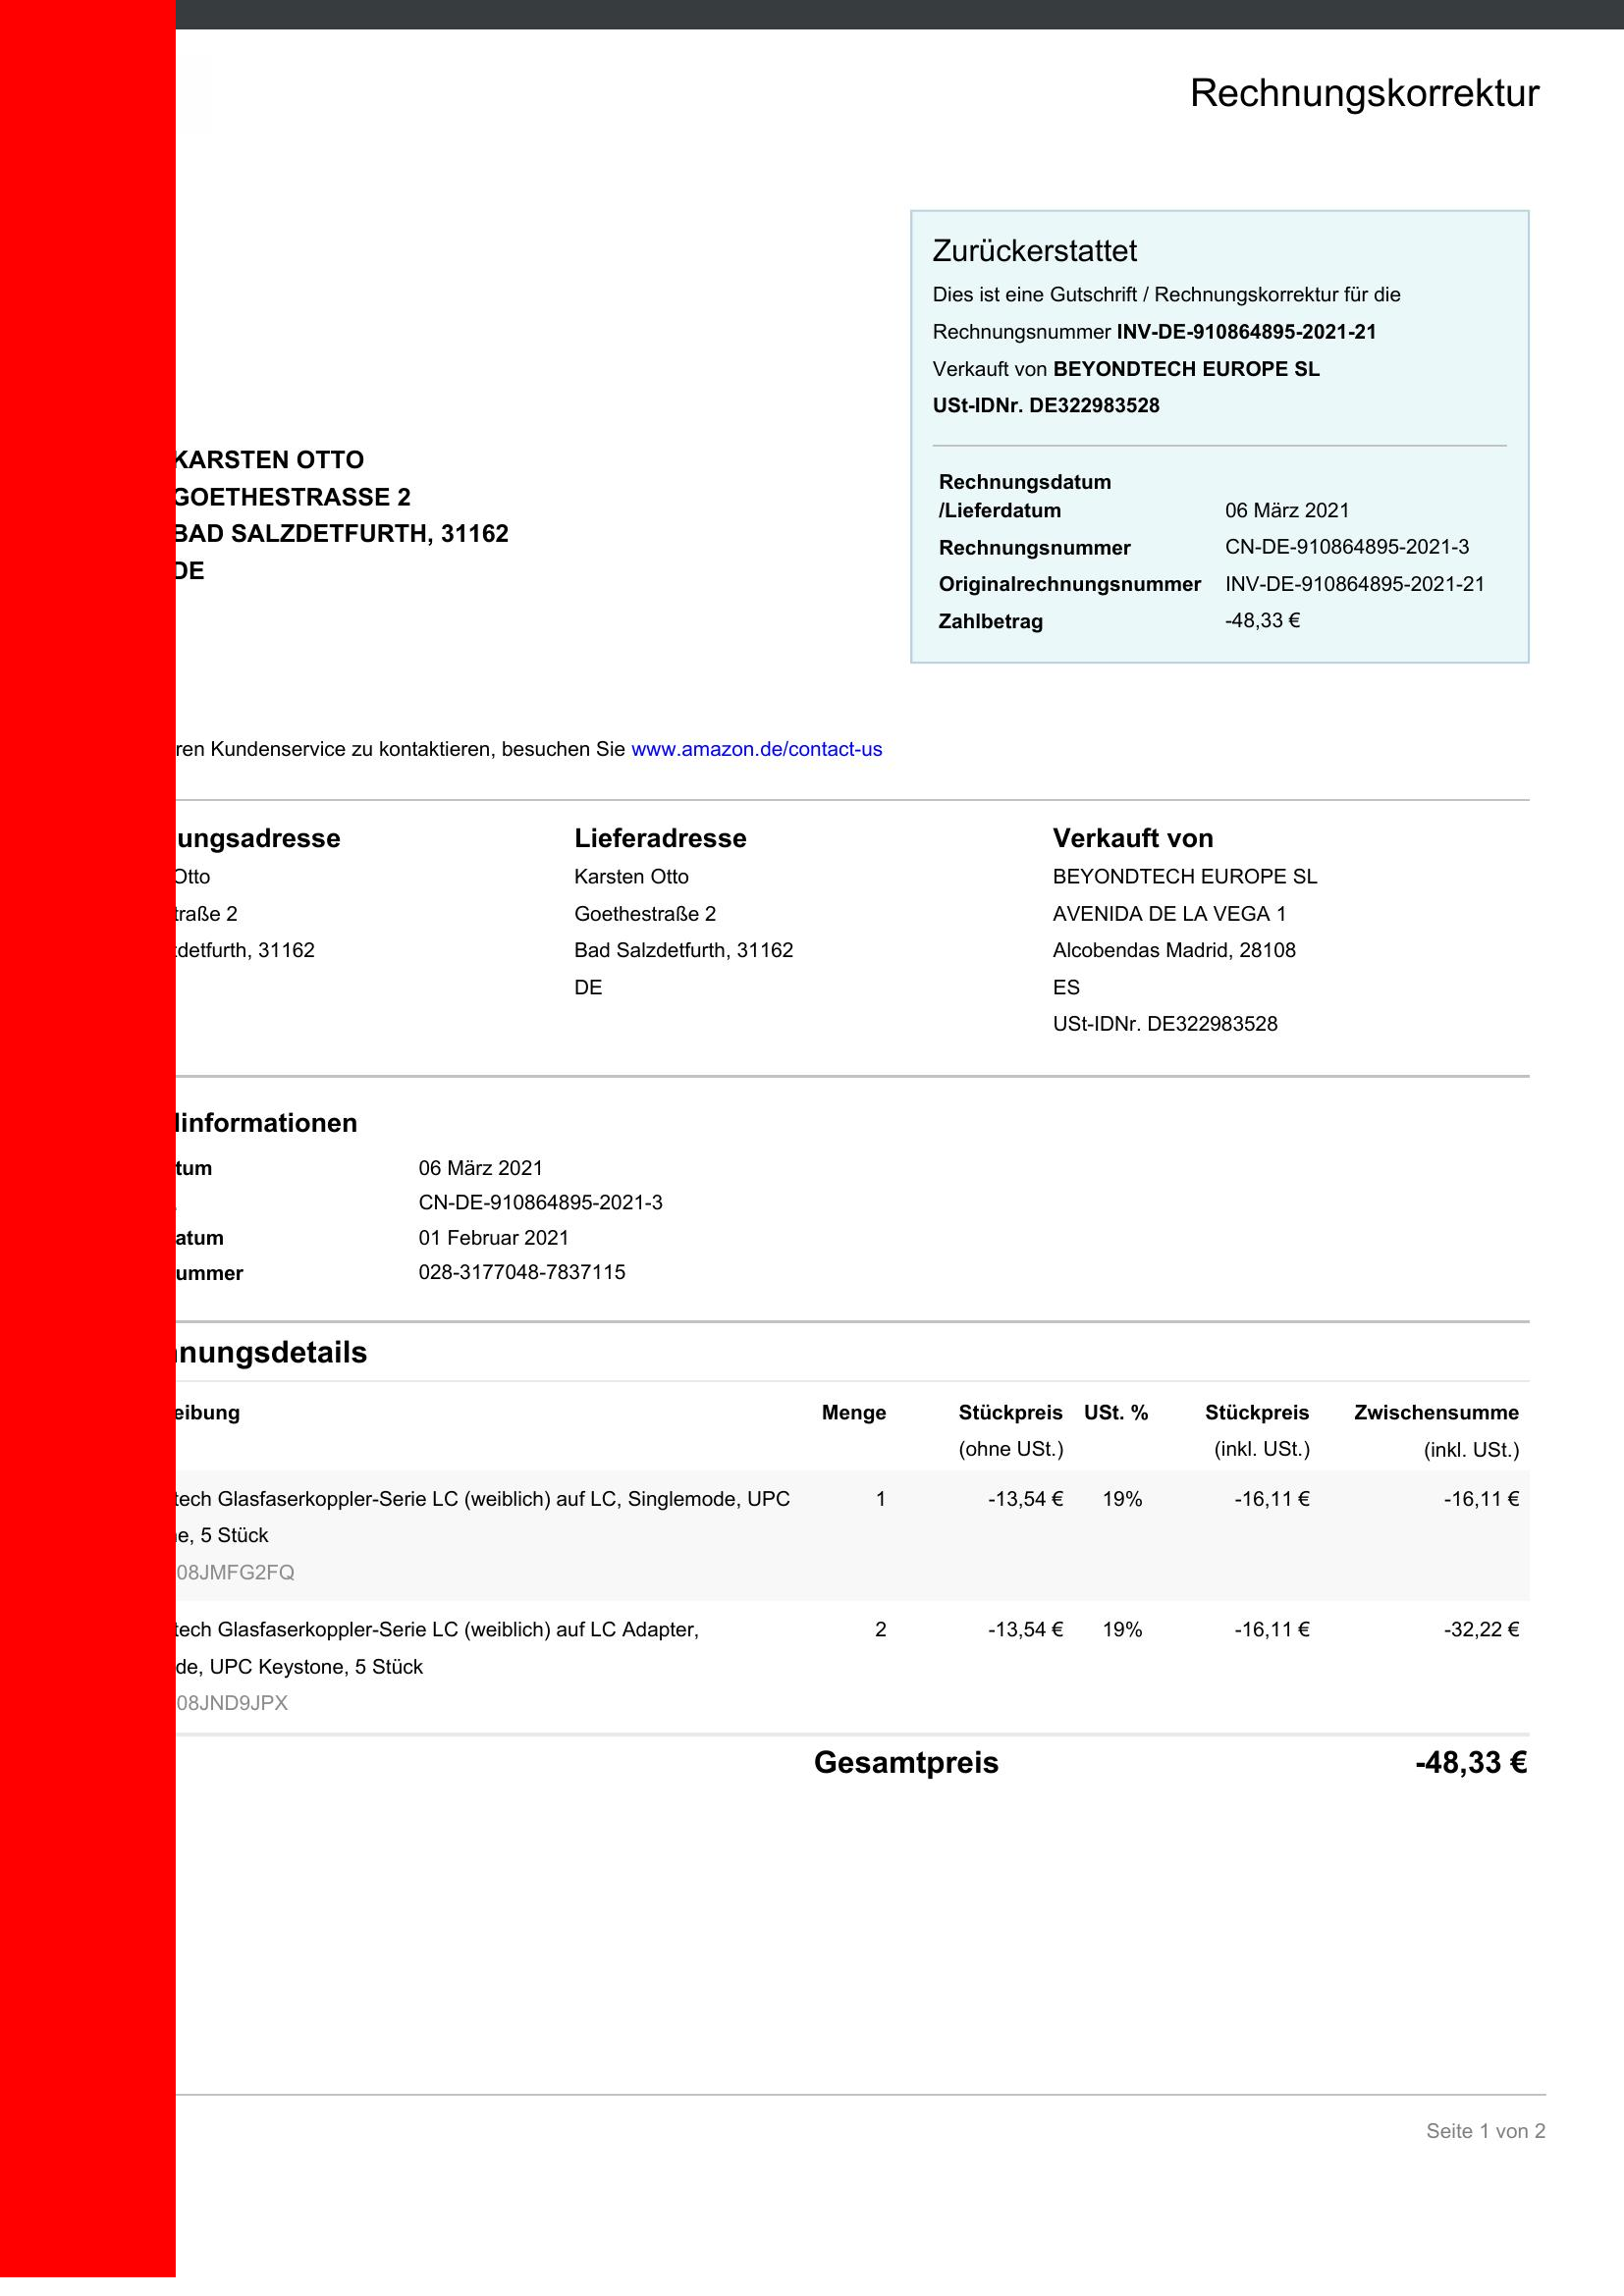 Rechnungskorrektur
Zurückerstattet
Dies ist eine Gutschrift / Rechnungskorrektur für die
Rechnungsnummer INV-DE-910864895-2021-21
Verkauft von BEYONDTECH EUROPE SL
USt-IDNr. DE322983528
KARSTEN OTTO
GOETHESTRASSE 2
BAD SALZDETFURTH, 31162
DE
Rechnungsdatum
/Lieferdatum 06 März 2021
Rechnungsnummer CN-DE-910864895-2021-3
Originalrechnungsnummer INV-DE-910864895-2021-21
Zahlbetrag -48,33 €
ren Kundenservice zu kontaktieren, besuchen Sie www.amazon.de/contact-us
ungsadresse Lieferadresse Verkauft von
Otto Karsten Otto BEYONDTECH EUROPE SL
traße 2 Goethestraße 2 AVENIDA DE LA VEGA 1
zdetfurth, 31162 Bad Salzdetfurth, 31162 Alcobendas Madrid, 28108
DE ES
USt-IDNr. DE322983528
linformationen
tum 06 März 2021
CN-DE-910864895-2021-3
atum 01 Februar 2021
ummer 028-3177048-7837115
nungsdetails
eibung Menge Stückpreis USt. % Stückpreis Zwischensumme
(ohne USt.) (inkl. USt.) (inkl. USt.)
tech Glasfaserkoppler-Serie LC (weiblich) auf LC, Singlemode, UPC 1 -13,54 € 19% -16,11 € -16,11 €
ne, 5 Stück
08JMFG2FQ
tech Glasfaserkoppler-Serie LC (weiblich) auf LC Adapter, 2 -13,54 € 19% -16,11 € -32,22 €
de, UPC Keystone, 5 Stück
08JND9JPX
Gesamtpreis -48,33 €
Seite 1 von 2